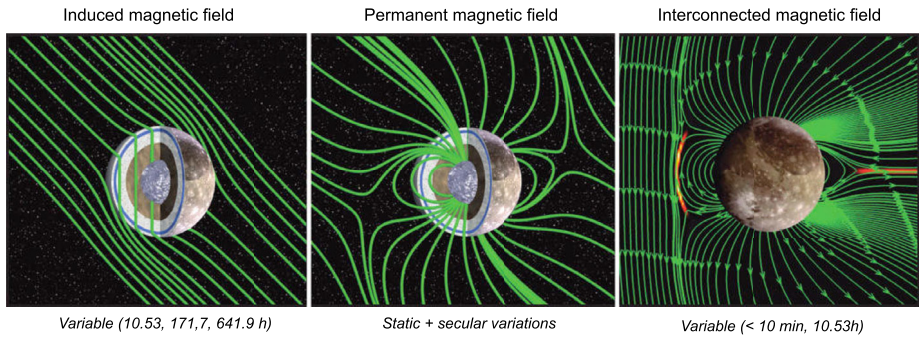 Induced magnetic field
Permanent magnetic field
Interconnected magnetic field
Variable (10.53, 171,7, 641.9 h)
Static + secular variations
Variable (< 10 min, 10.53h)